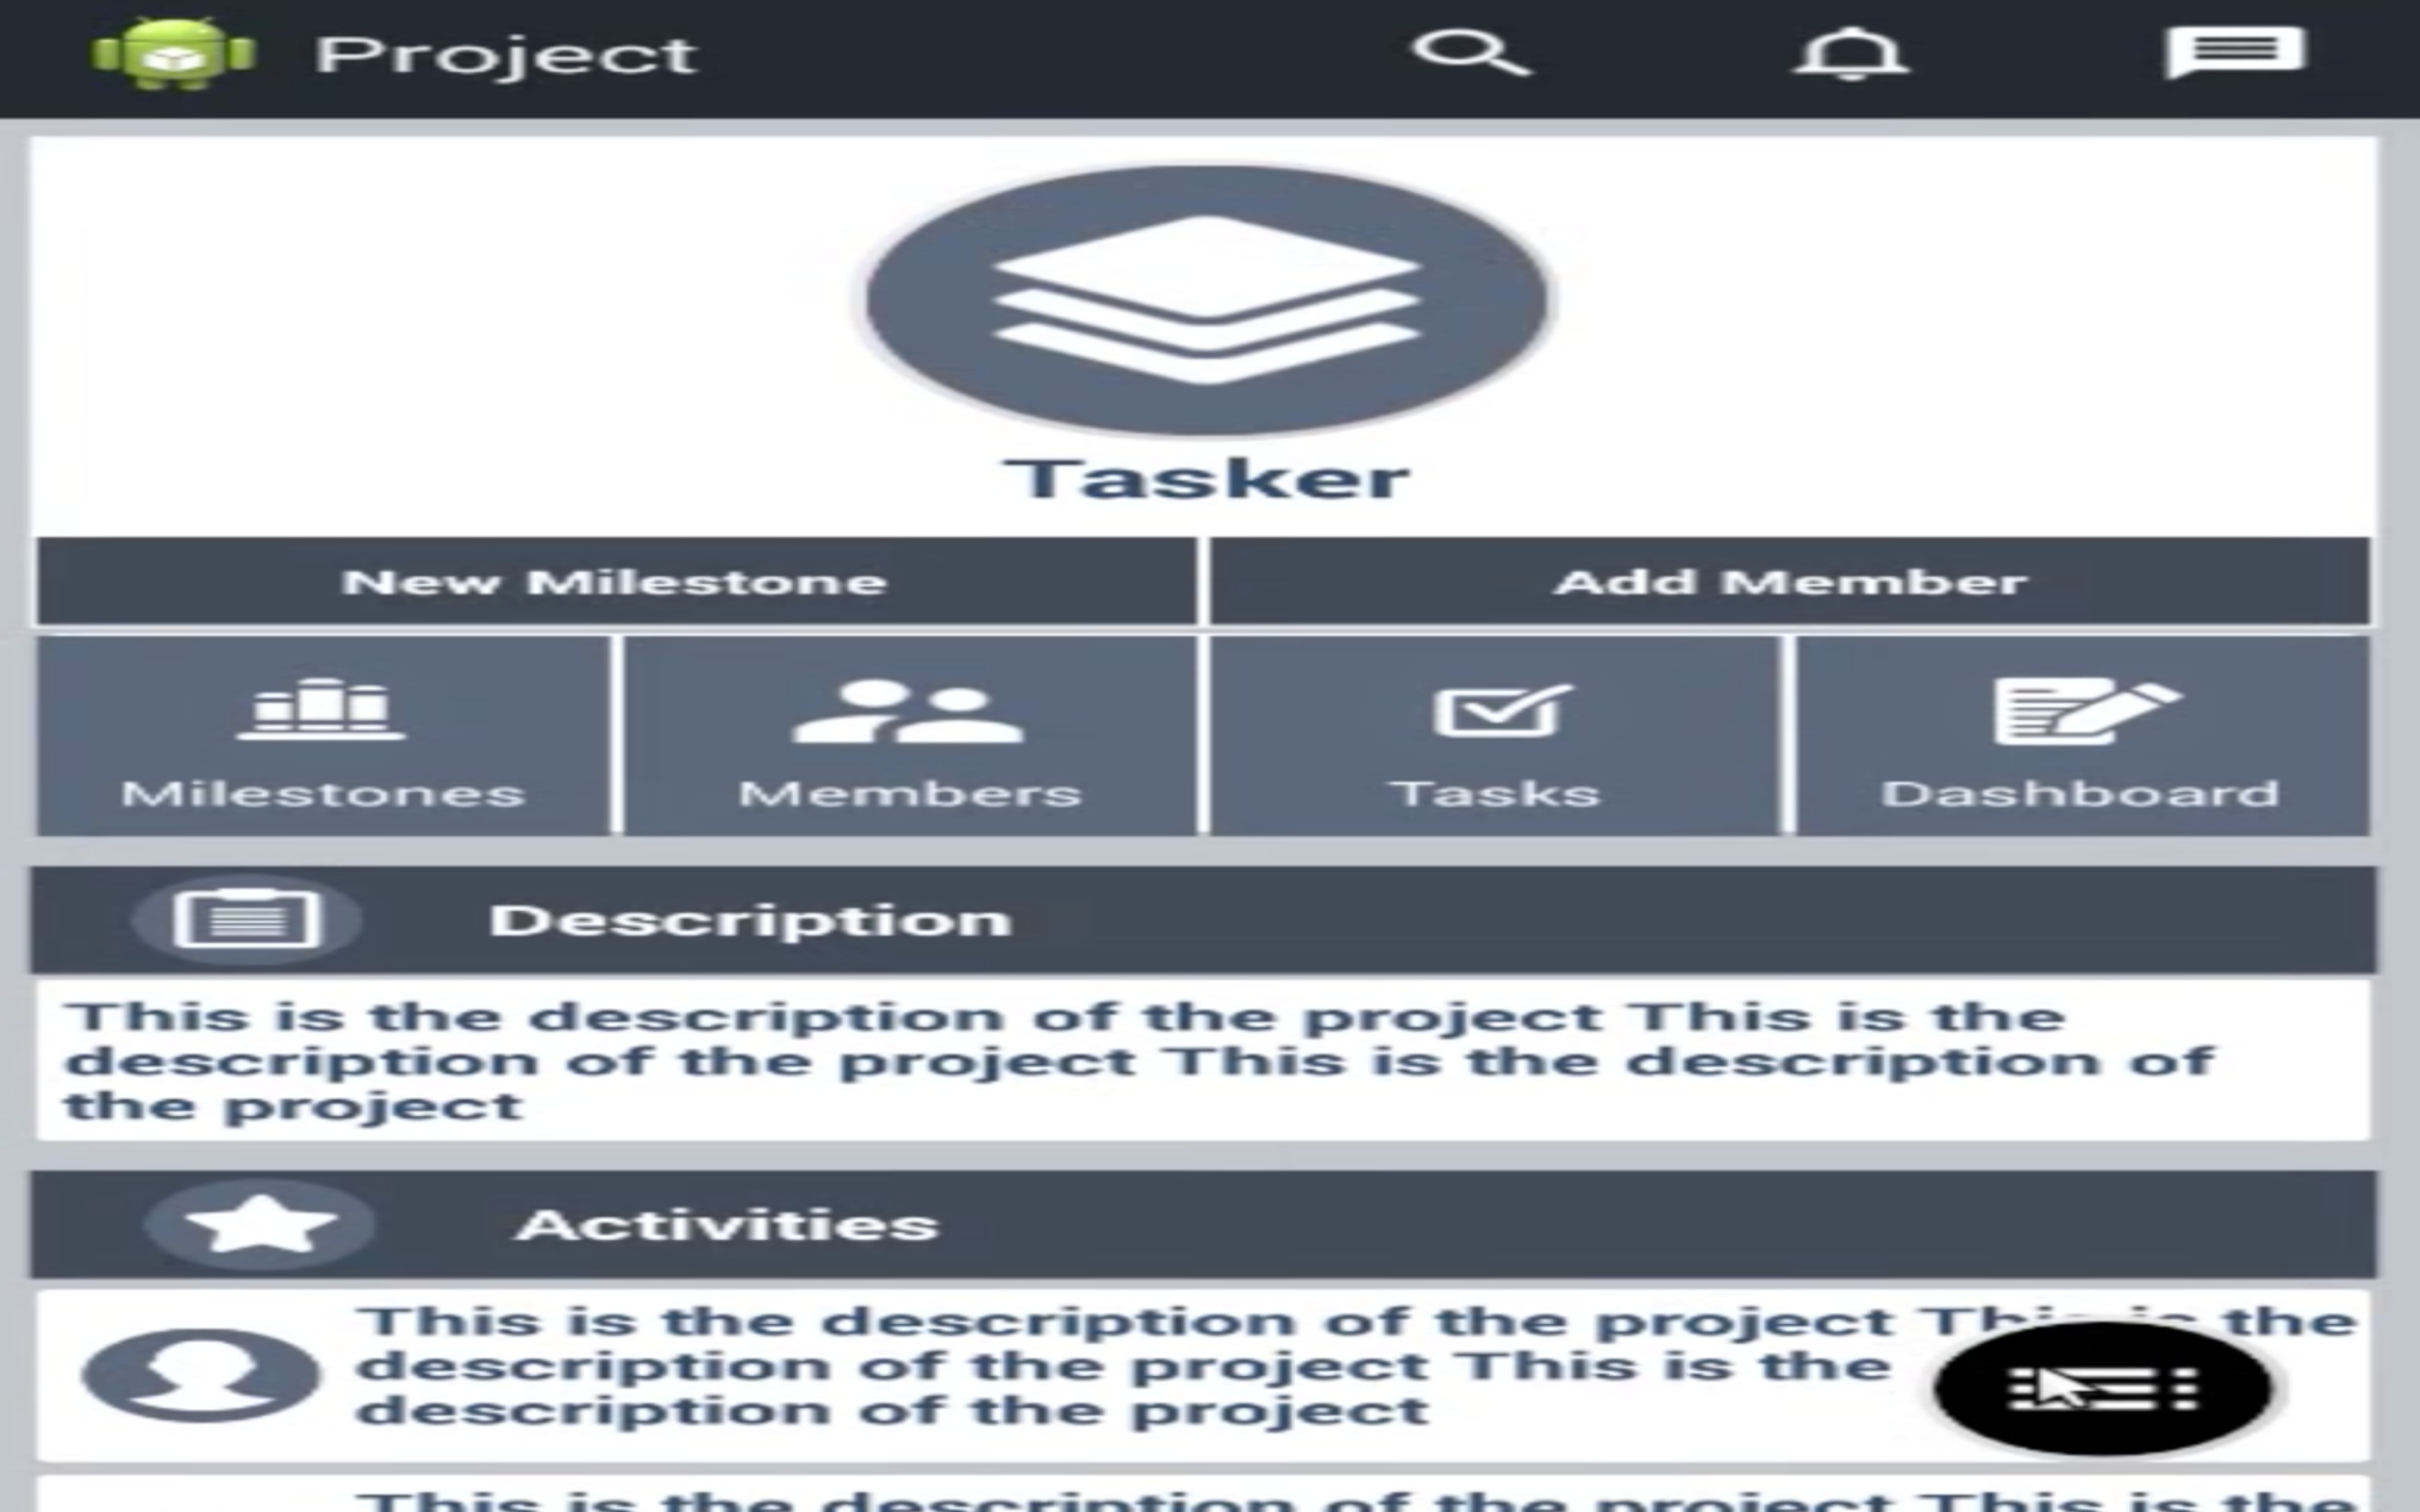 Project
Tasker
New Milestone
Add Member
Milestones
Members
Tasks
Dashboard
Description
This is the description of the project This is the
description of the project This is the description of
the project
Activities
This is the description of the project This is the
description of the project This is the
description of the project
This is the description of the project This is the